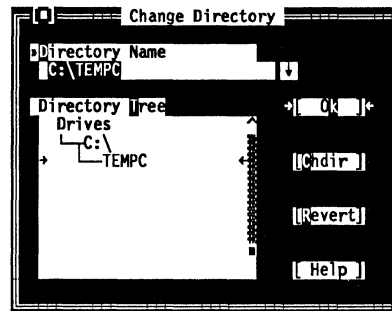 Change Directory
Directory Name
C:\TEMPC
Directory Tree
Drives
C:\
TEMPC
Ok
Chdir
Revert
Help